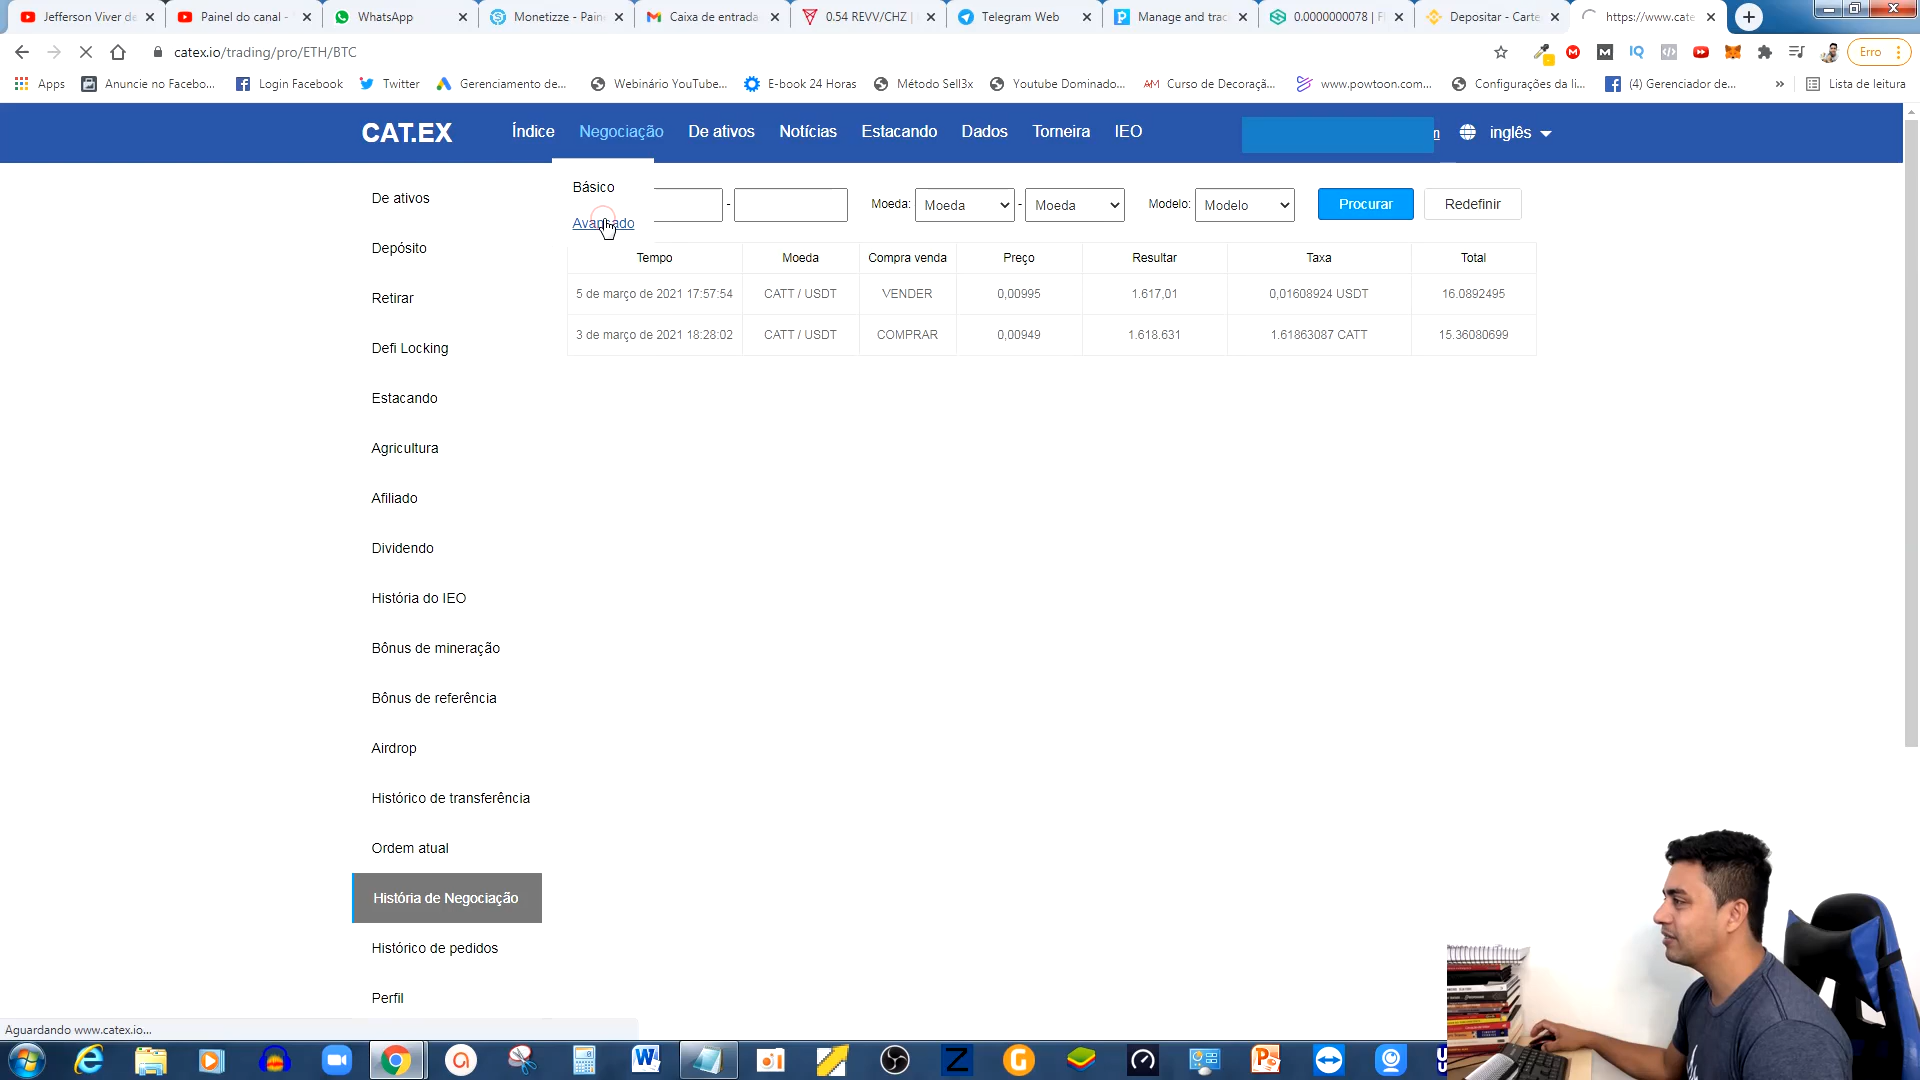 Jefferson Viver de
Painel do canal -
WhatsApp
Monetizze - Pain
Caixa de entrada
0.54 REVV/CHZ |
Telegram Web
Manage and trac
0.0000000078 | F
Depositar - Carte
https://www.cate
catex.io/trading/pro/ETH/BTC
Erro
Apps
Anuncie no Facebo...
Login Facebook
Twitter
Gerenciamento de...
Webinário YouTube...
E-book 24 Horas
Método Sell3x
Youtube Dominado...
AM Curso de Decoraçã...
www.powtoon.com...
Configurações da li...
(4) Gerenciador de...
»
Lista de leitura
CAT.EX
Índice
Negociação
De ativos
Notícias
Estacando
Dados
Torneira
IEO
inglês
Básico
Avançado
-
Moeda:
Moeda
-
Moeda
Modelo:
Modelo
Procurar
Redefinir
Tempo Moeda Compra venda Preço Resultar Taxa Total
5 de março de 2021 17:57:54 CATT / USDT VENDER 0,00995 1.617,01 0,01608924 USDT 16.0892495
3 de março de 2021 18:28:02 CATT / USDT COMPRAR 0,00949 1.618.631 1.61863087 CATT 15.36080699
De ativos
Depósito
Retirar
Defi Locking
Estacando
Agricultura
Afiliado
Dividendo
História do IEO
Bônus de mineração
Bônus de referência
Airdrop
Histórico de transferência
Ordem atual
História de Negociação
Histórico de pedidos
Perfil
Aguardando www.catex.io...